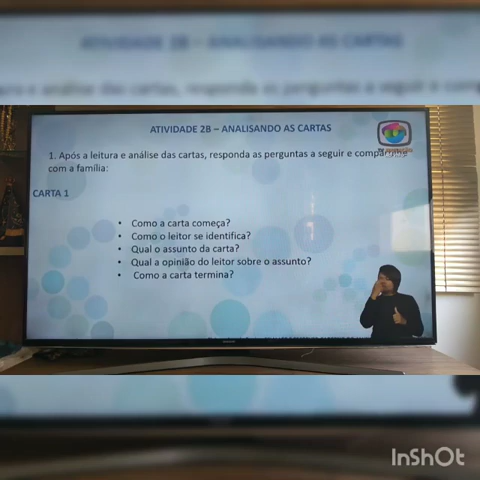 ATIVIDADE 2B – ANALISANDO AS CARTAS
1. Após a leitura e análise das cartas, responda as perguntas a seguir e compartilhe
com a família:
CARTA 1
• Como a carta começa?
• Como o leitor se identifica?
• Qual o assunto da carta?
• Qual a opinião do leitor sobre o assunto?
• Como a carta termina?
InShOt